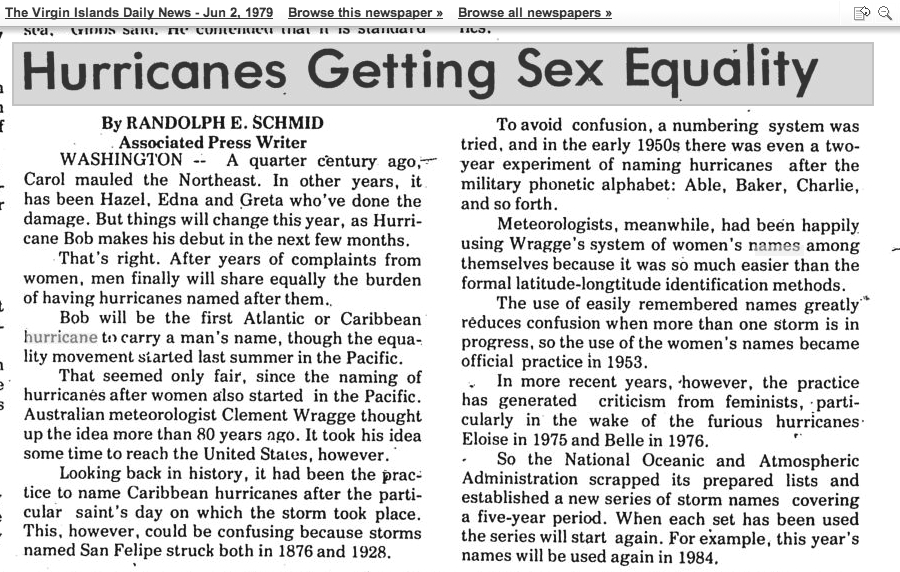 The Virgin Islands Daily News - Jun 2, 1979 Browse this newspaper » Browse all newspapers »
sea, Gibbs said. He contended that it is standard
Hurricanes Getting Sex Equality
By RANDOLPH E. SCHMID
Associated Press Writer
WASHINGTON -- A quarter century ago,
Carol mauled the Northeast. In other years, it
has been Hazel, Edna and Greta who've done the
damage. But things will change this year, as Hurri-
cane Bob makes his debut in the next few months.
That's right. After years of complaints from
women, men finally will share equally the burden
of having hurricanes named after them.
Bob will be the first Atlantic or Caribbean
hurricane to carry a man's name, though the equa-
lity movement started last summer in the Pacific.
That seemed only fair, since the naming of
hurricanes after women also started in the Pacific.
Australian meteorologist Clement Wragge thought
up the idea more than 80 years ago. It took his idea
some time to reach the United States, however.
Looking back in history, it had been the prac-
tice to name Caribbean hurricanes after the parti-
cular saint's day on which the storm took place.
This, however, could be confusing because storms
named San Felipe struck both in 1876 and 1928.
To avoid confusion, a numbering system was
tried, and in the early 1950s there was even a two-
year experiment of naming hurricanes after the
military phonetic alphabet: Able, Baker, Charlie,
and so forth.
Meteorologists, meanwhile, had been happily
using Wragge's system of women's names among
themselves because it was so much easier than the
formal latitude-longtitude identification methods.
The use of easily remembered names greatly
reduces confusion when more than one storm is in
progress, so the use of the women's names became
official practice in 1953.
In more recent years, however, the practice
has generated criticism from feminists, parti-
cularly in the wake of the furious hurricanes
Eloise in 1975 and Belle in 1976.
So the National Oceanic and Atmospheric
Administration scrapped its prepared lists and
established a new series of storm names covering
a five-year period. When each set has been used
the series will start again. For example, this year's
names will be used again in 1984.